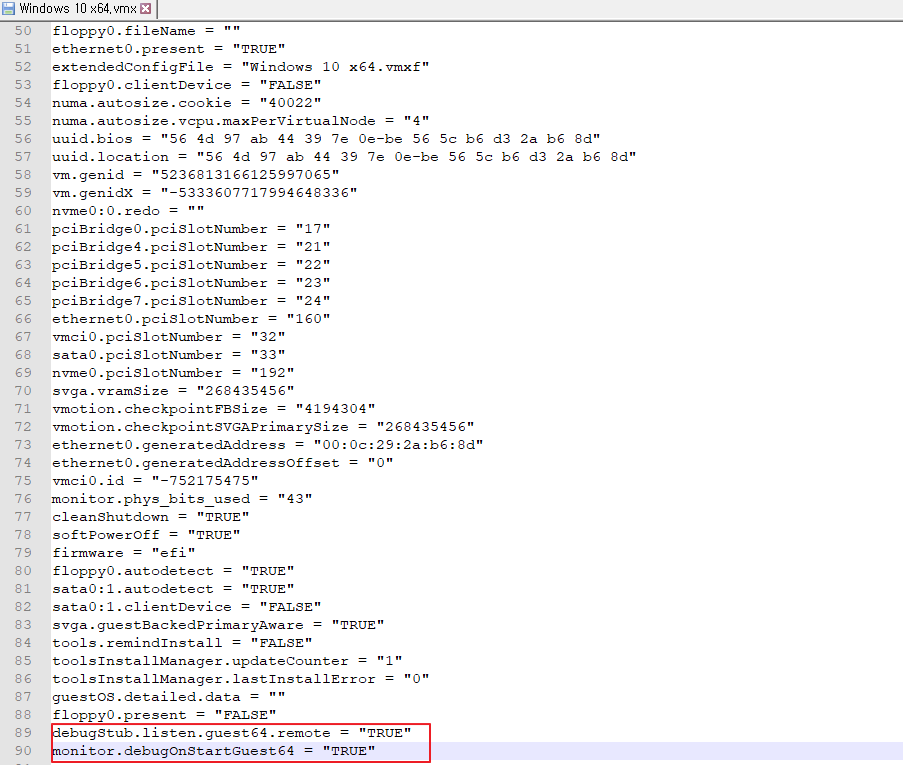 Windows 10 x64.vmx
50 floppy0.fileName = ""
51 ethernet0.present = "TRUE"
52 extendedConfigFile = "Windows 10 x64.vmxf"
53 floppy0.clientDevice = "FALSE"
54 numa.autosize.cookie = "40022"
55 numa.autosize.vcpu.maxPerVirtualNode = "4"
56 uuid.bios = "56 4d 97 ab 44 39 7e 0e-be 56 5c b6 d3 2a b6 8d"
57 uuid.location = "56 4d 97 ab 44 39 7e 0e-be 56 5c b6 d3 2a b6 8d"
58 vm.genid = "5236813166125997065"
59 vm.genidX = "-5333607717994648336"
60 nvme0:0.redo = ""
61 pciBridge0.pciSlotNumber = "17"
62 pciBridge4.pciSlotNumber = "21"
63 pciBridge5.pciSlotNumber = "22"
64 pciBridge6.pciSlotNumber = "23"
65 pciBridge7.pciSlotNumber = "24"
66 ethernet0.pciSlotNumber = "160"
67 vmci0.pciSlotNumber = "32"
68 sata0.pciSlotNumber = "33"
69 nvme0.pciSlotNumber = "192"
70 svga.vramSize = "268435456"
71 vmotion.checkpointFBSize = "4194304"
72 vmotion.checkpointSVGAPrimarySize = "268435456"
73 ethernet0.generatedAddress = "00:0c:29:2a:b6:8d"
74 ethernet0.generatedAddressOffset = "0"
75 vmci0.id = "-752175475"
76 monitor.phys_bits_used = "43"
77 cleanShutdown = "TRUE"
78 softPowerOff = "TRUE"
79 firmware = "efi"
80 floppy0.autodetect = "TRUE"
81 sata0:1.autodetect = "TRUE"
82 sata0:1.clientDevice = "FALSE"
83 svga.guestBackedPrimaryAware = "TRUE"
84 tools.remindInstall = "FALSE"
85 toolsInstallManager.updateCounter = "1"
86 toolsInstallManager.lastInstallError = "0"
87 guestOS.detailed.data = ""
88 floppy0.present = "FALSE"
89 debugStub.listen.guest64.remote = "TRUE"
90 monitor.debugOnStartGuest64 = "TRUE"